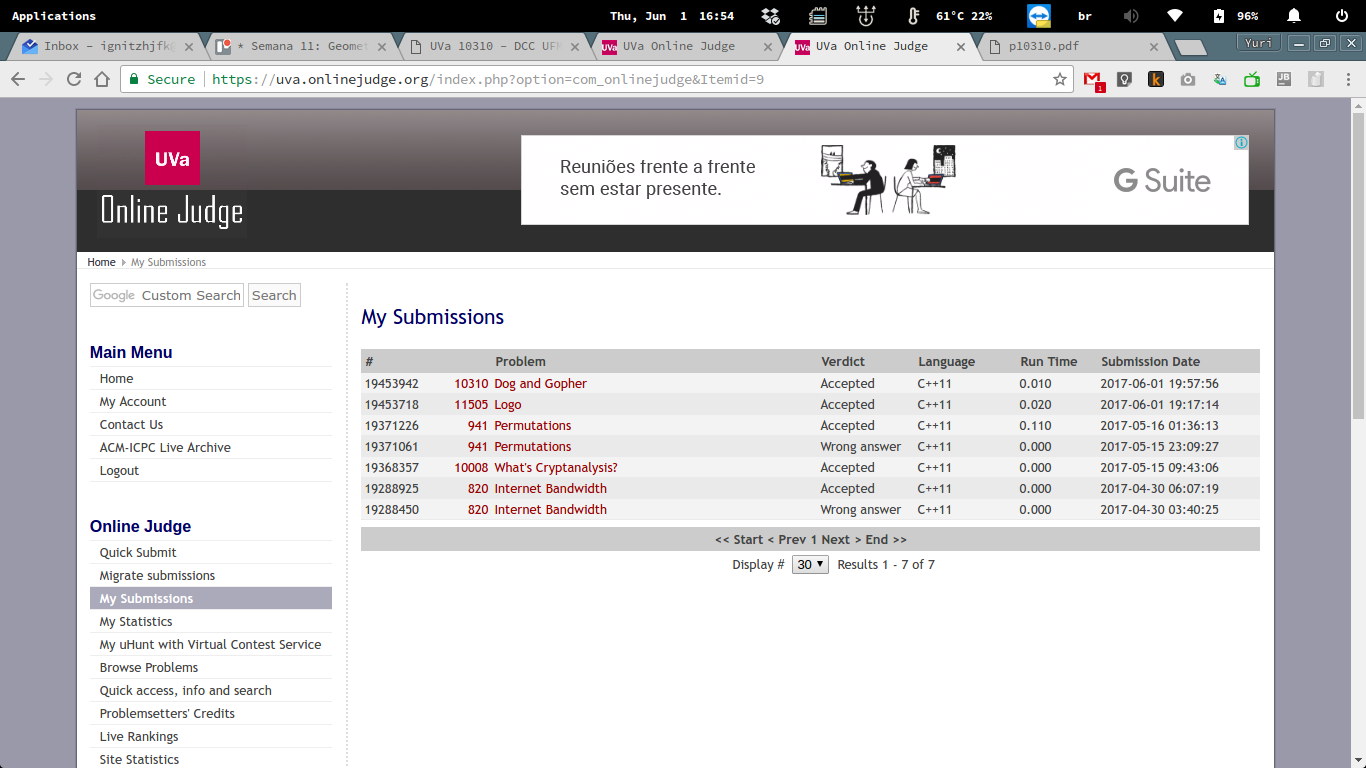 Applications Thu, Jun 1 16:54 61°C 22% br 96%
Inbox – ignitzhjfk@ * Semana 11: Geomet UVa 10310 - DCC UFM UVa Online Judge UVa Online Judge p10310.pdf Yuri
Secure https://uva.onlinejudge.org/index.php?option=com_onlinejudge&Itemid=9 1 JB
UVa
Online Judge
Reuniões frente a frente
sem estar presente.
G Suite
Home My Submissions
Google Custom Search Search
My Submissions
Main Menu
Home
My Account
Contact Us
ACM-ICPC Live Archive
Logout
Online Judge
Quick Submit
Migrate submissions
My Submissions
My Statistics
My uHunt with Virtual Contest Service
Browse Problems
Quick access, info and search
Problemsetters' Credits
Live Rankings
Site Statistics
# Problem Verdict Language Run Time Submission Date
19453942 10310 Dog and Gopher Accepted C++11 0.010 2017-06-01 19:57:56
19453718 11505 Logo Accepted C++11 0.020 2017-06-01 19:17:14
19371226 941 Permutations Accepted C++11 0.110 2017-05-16 01:36:13
19371061 941 Permutations Wrong answer C++11 0.000 2017-05-15 23:09:27
19368357 10008 What's Cryptanalysis? Accepted C++11 0.000 2017-05-15 09:43:06
19288925 820 Internet Bandwidth Accepted C++11 0.000 2017-04-30 06:07:19
19288450 820 Internet Bandwidth Wrong answer C++11 0.000 2017-04-30 03:40:25
<< Start < Prev 1 Next > End >>
Display # 30 Results 1 - 7 of 7